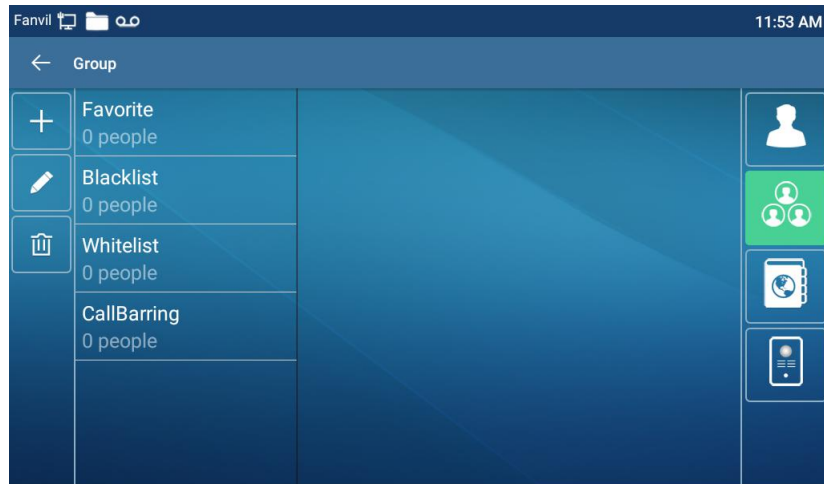 Fanvil
11:53 AM
Group
Favorite
0 people
Blacklist
0 people
Whitelist
0 people
CallBarring
0 people